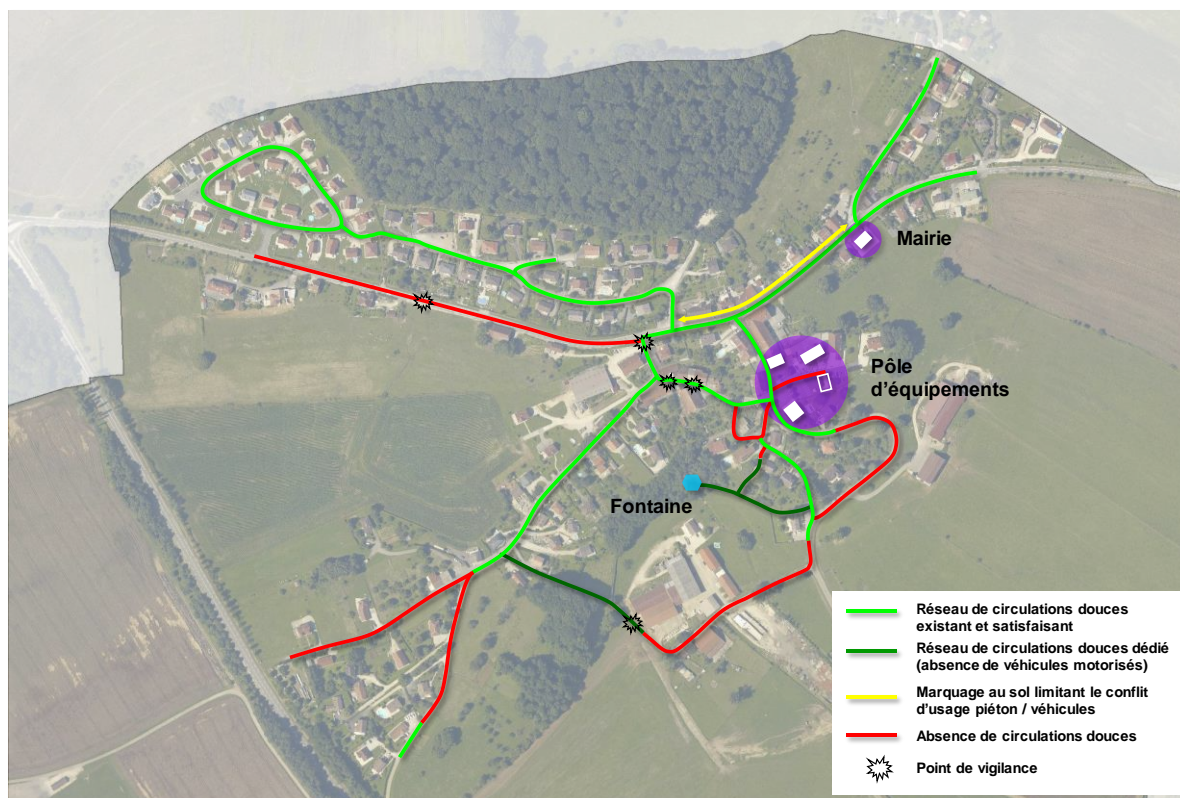 Mairie
Pôle
d'équipements
Fontaine
Réseau de circulations douces
existant et satisfaisant
Réseau de circulations douces dédié
(absence de véhicules motorisés)
Marquage au sol limitant le conflit
d'usage piéton / véhicules
Absence de circulations douces
Point de vigilance